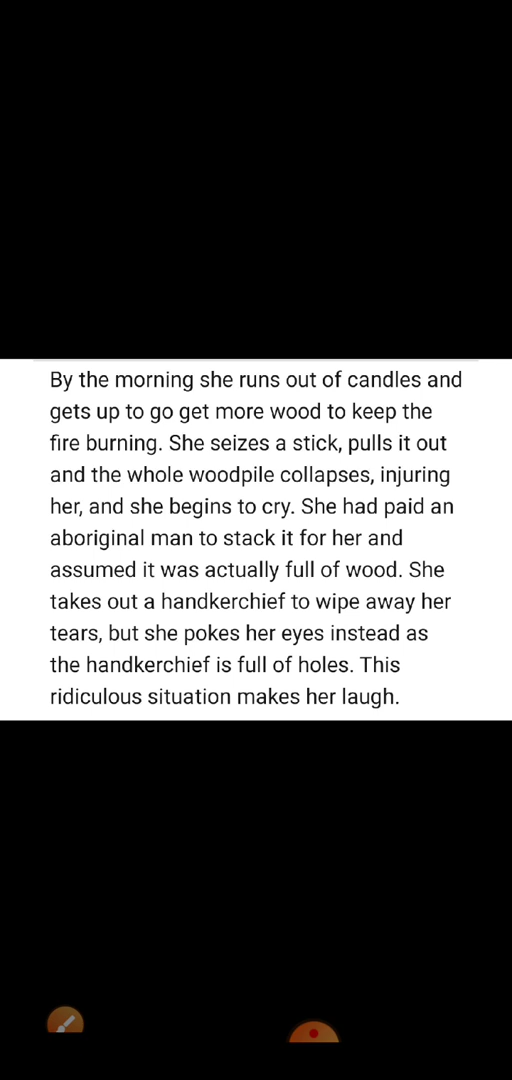 By the morning she runs out of candles and
gets up to go get more wood to keep the
fire burning. She seizes a stick, pulls it out
and the whole woodpile collapses, injuring
her, and she begins to cry. She had paid an
aboriginal man to stack it for her and
assumed it was actually full of wood. She
takes out a handkerchief to wipe away her
tears, but she pokes her eyes instead as
the handkerchief is full of holes. This
ridiculous situation makes her laugh.